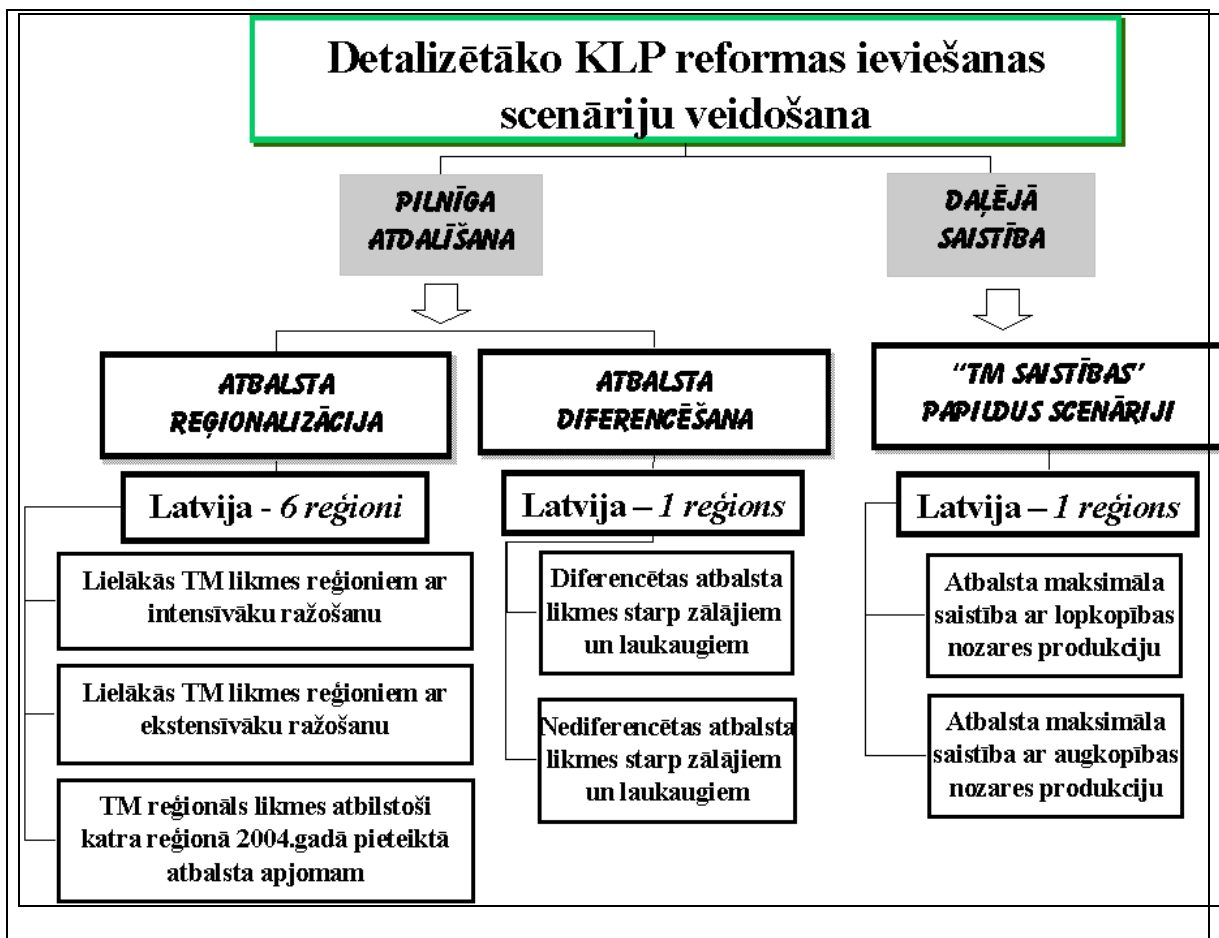 Detalizētāko KLP reformas ieviešanas
scenāriju veidošana
PILNĪGA
ATDALĪŠANA
DAĻĒJĀ
SAISTĪBA
ATBALSTA
REĢIONALIZĀCIJA
ATBALSTA
DIFERENCĒŠANA
“TM SAISTĪBAS”
PAPILDUS SCENĀRIJI
Latvija - 6 reģioni
Latvija – 1 reģions
Latvija – 1 reģions
Lielākās TM likmes reģioniem ar
intensīvāku ražošanu
Lielākās TM likmes reģioniem ar
ekstensīvāku ražošanu
TM reģionāls likmes atbilstoši
katra reģionā 2004.gadā pieteiktā
atbalsta apjomam
Diferencētas atbalsta
likmes starp zālājiem
un laukaugiem
Nediferencētas atbalsta
likmes starp zālājiem
un laukaugiem
Atbalsta maksimāla
saistība ar lopkopības
nozares produkciju
Atbalsta maksimāla
saistība ar augkopības
nozares produkciju